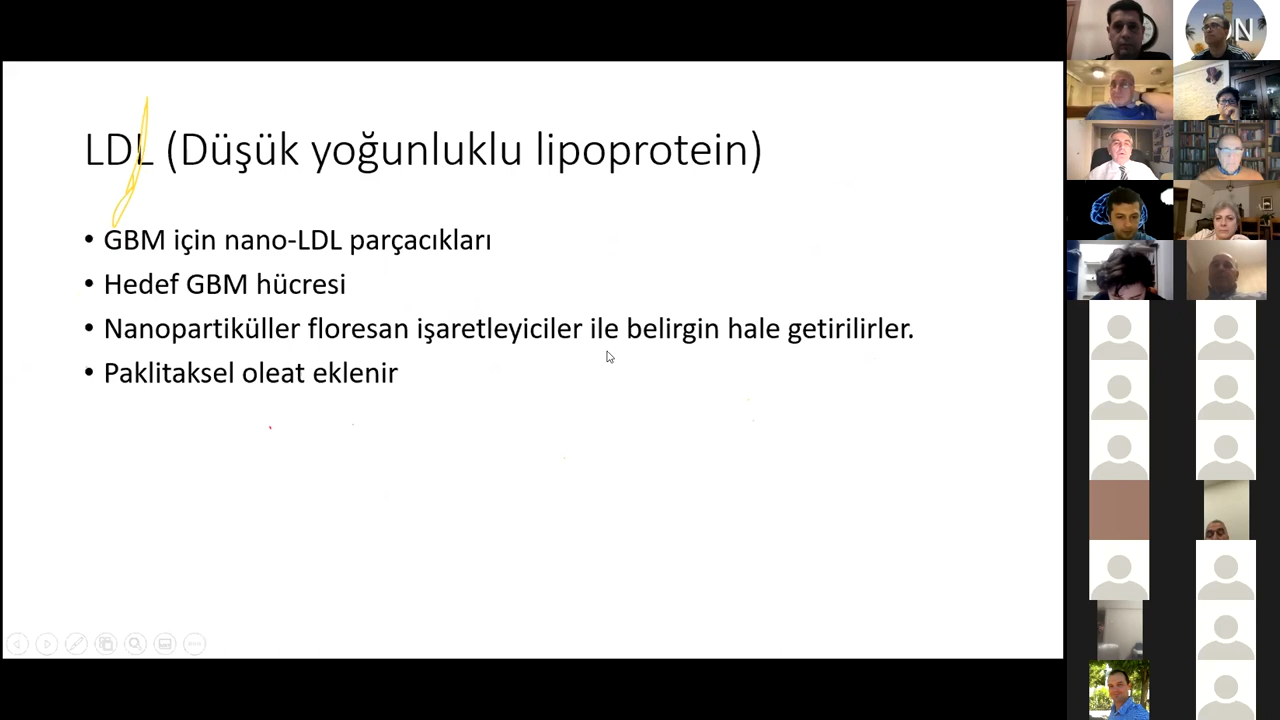 LDL (Düşük yoğunluklu lipoprotein)
• GBM için nano-LDL parçacıkları
• Hedef GBM hücresi
• Nanopartiküller floresan işaretleyiciler ile belirgin hale getirilirler.
• Paklitaksel oleat eklenir